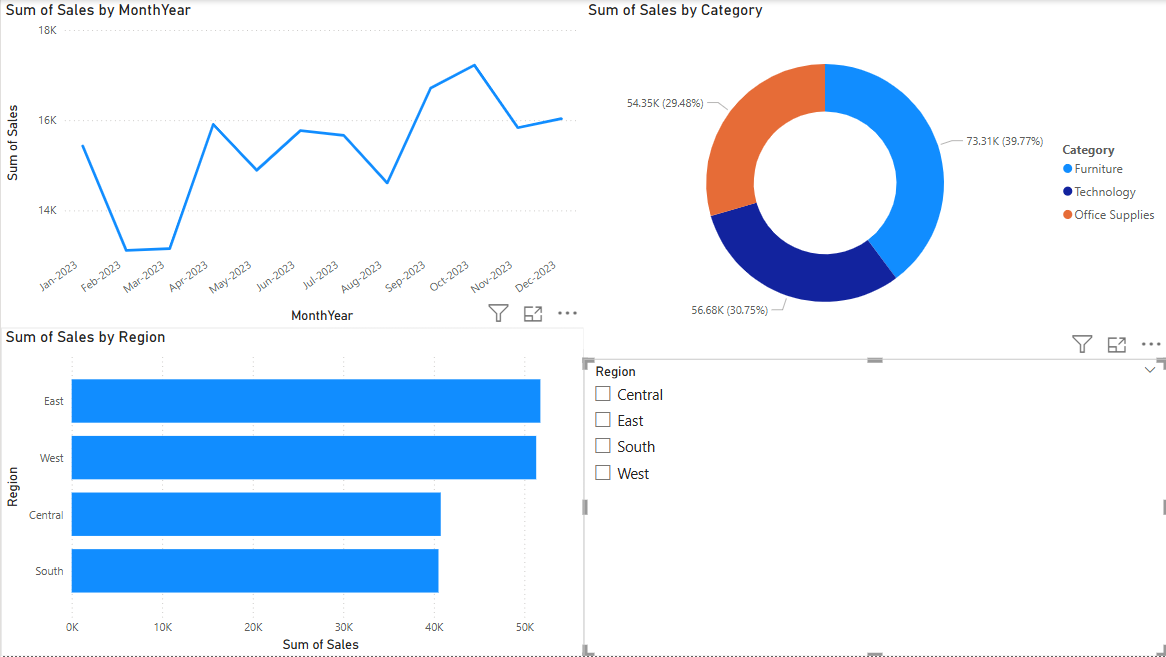 Sum of Sales by MonthYear
18K
16K
14K
Sum of Sales
Jan-2023
Feb-2023
Mar-2023
Apr-2023
May-2023
Jun-2023
Jul-2023
Aug-2023
Sep-2023
Oct-2023
Nov-2023
Dec-2023
MonthYear
Sum of Sales by Category
54.35K (29.48%)
73.31K (39.77%)
56.68K (30.75%)
Category
Furniture
Technology
Office Supplies
Sum of Sales by Region
Region
East
West
Central
South
0K
10K
20K
30K
40K
50K
Sum of Sales
Region
Central
East
South
West